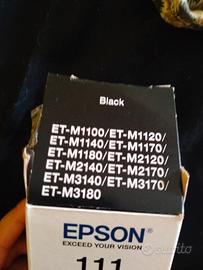 Black
ET-M1100/ET-M1120/
ET-M1140/ET-M1170/
ET-M1180/ET-M2120/
ET-M2140/ET-M2170/
ET-M3140/ET-M3170/
ET-M3180
EPSON
EXCEED YOUR VISION
111
subito